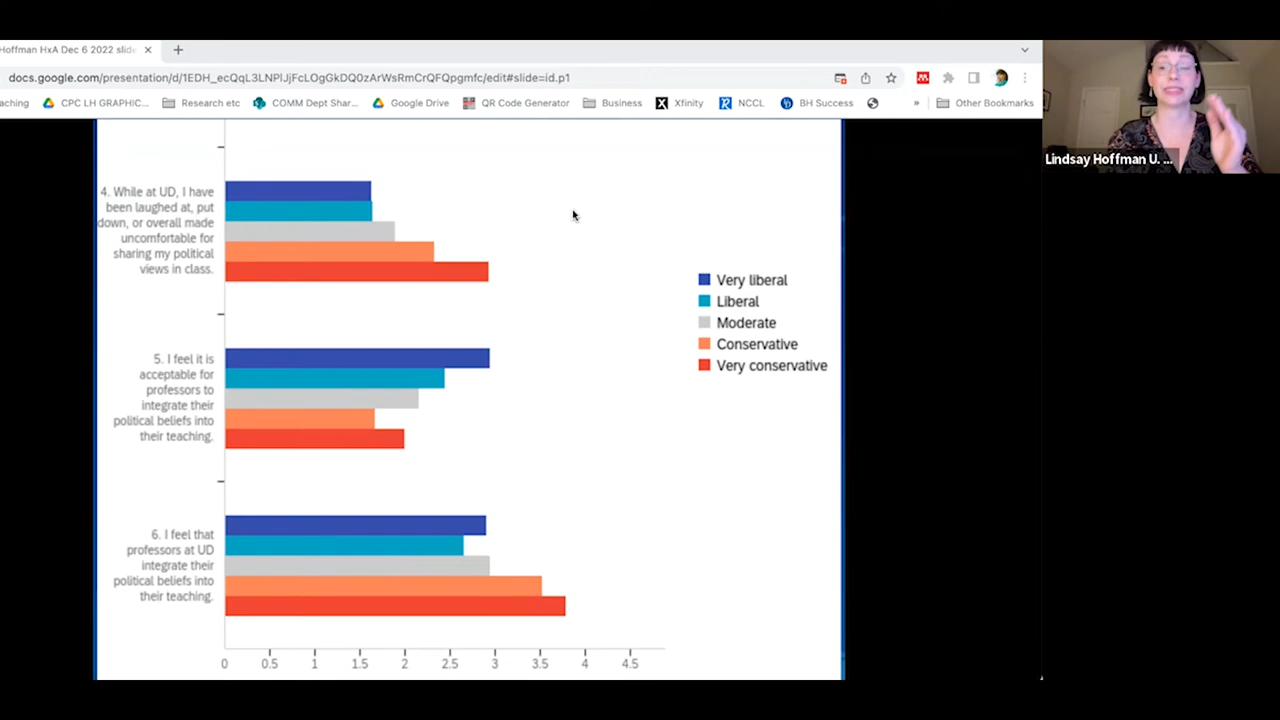 Hoffman HxA Dec 6 2022 slide
docs.google.com/presentation/d/1EDH_ecQqL3LNPlJjFcLOgGkDQ0zArWsRmCrQFQpgmfc/edit#slide=id.p1
aching
CPC LH GRAPHIC...
Research etc
COMM Dept Shar...
Google Drive
QR Code Generator
Business
Xfinity
NCCL
BH Success
»
Other Bookmarks
Lindsay Hoffman U. ...
4. While at UD, I have
been laughed at, put
down, or overall made
uncomfortable for
sharing my political
views in class.
5. I feel it is
acceptable for
professors to
integrate their
political beliefs into
their teaching.
6. I feel that
professors at UD
integrate their
political beliefs into
their teaching.
0 0.5 1 1.5 2 2.5 3 3.5 4 4.5
Very liberal
Liberal
Moderate
Conservative
Very conservative